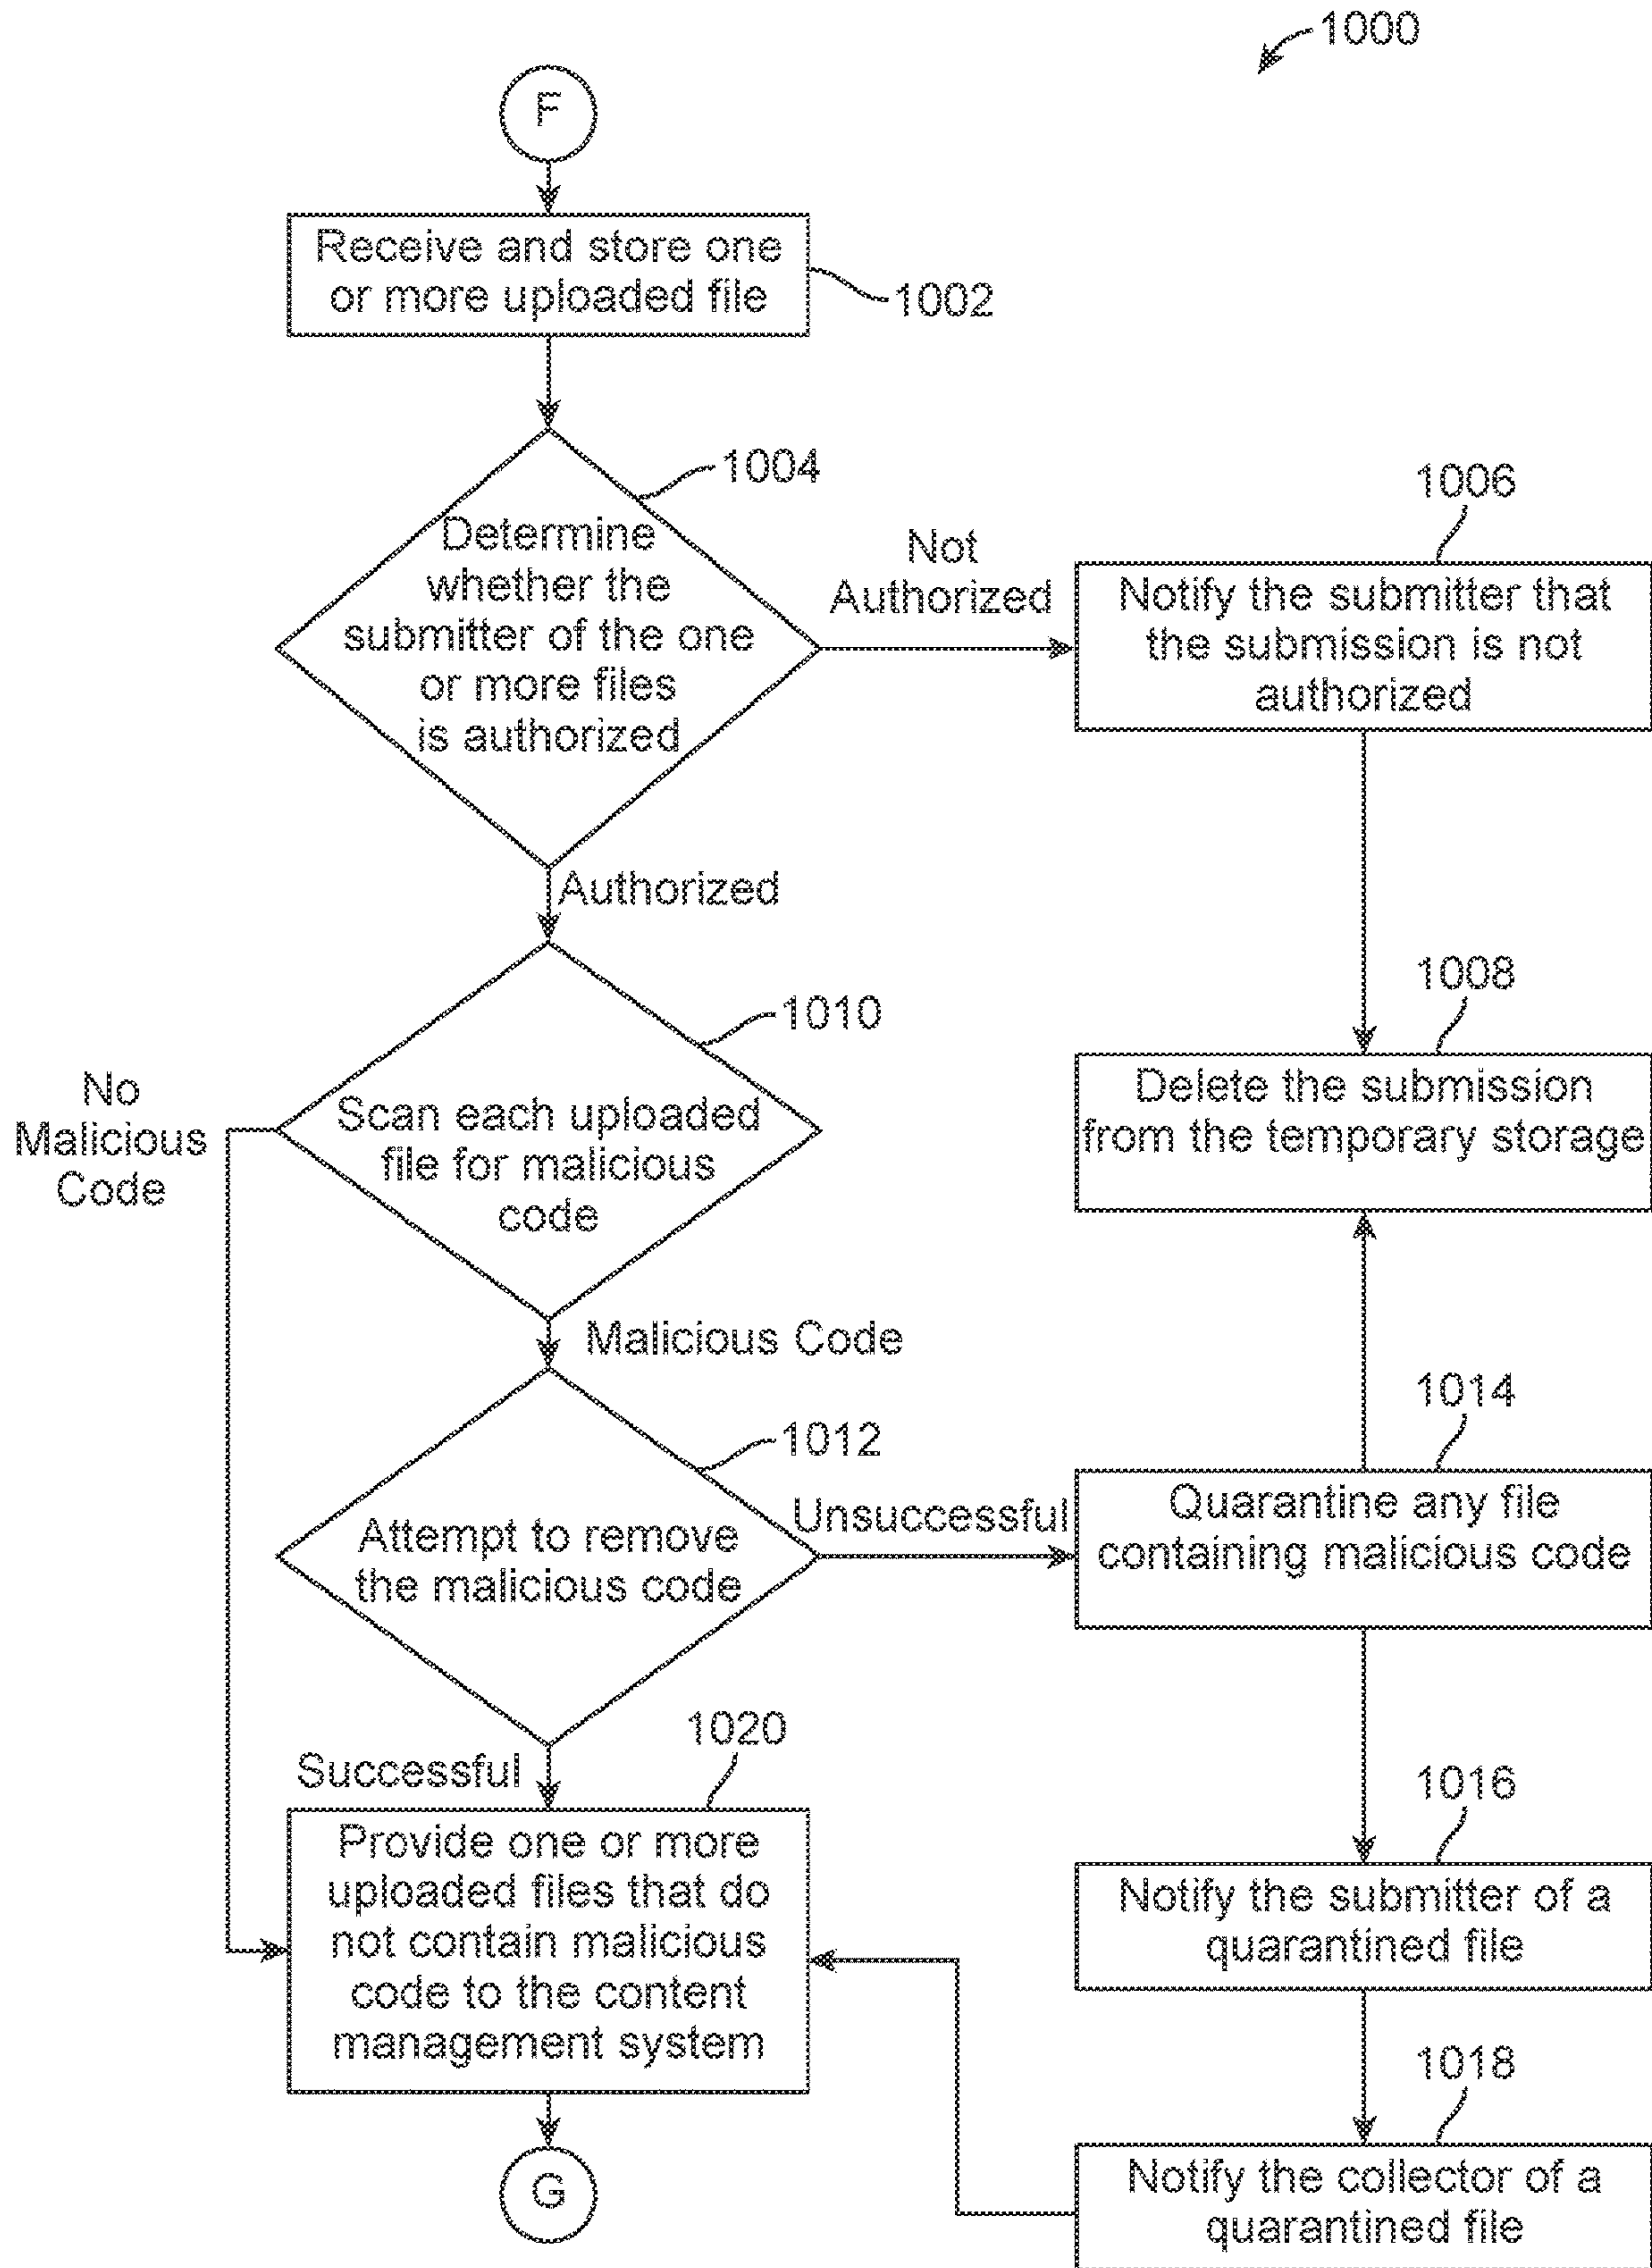 1000
F
Receive and store one
or more uploaded file
1002
1004
Determine
whether the
submitter of the one
or more files
is authorized
Not
Authorized
1006
Notify the submitter that
the submission is not
authorized
Authorized
1008
Delete the submission
from the temporary storage
1010
Scan each uploaded
file for malicious
code
No
Malicious
Code
Malicious Code
1012
Attempt to remove
the malicious code
Unsuccessful
1014
Quarantine any file
containing malicious code
Successful
1020
Provide one or more
uploaded files that do
not contain malicious
code to the content
management system
1016
Notify the submitter of a
quarantined file
1018
Notify the collector of a
quarantined file
G